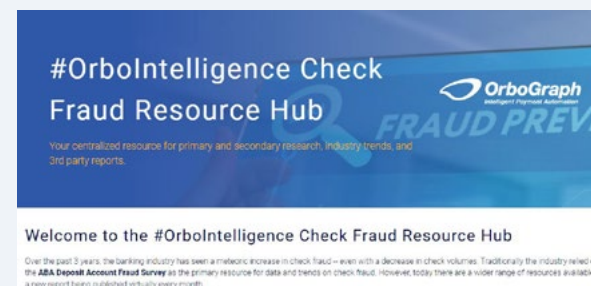 #OrboIntelligence Check
Fraud Resource Hub
OrboGraph
Intelligent Payment Automation
FRAUD PREV
Your centralized resource for primary and secondary research, industry trends, and
3rd party reports.
Welcome to the #OrboIntelligence Check Fraud Resource Hub
Over the past 3 years, the banking industry has seen a meteoric increase in check fraud – even with a decrease in check volumes. Traditionally the industry relied
the ABA Deposit Account Fraud Survey as the primary resource for data and trends on check fraud. However, today there are a wider range of resources available
a new report being published virtually every month.